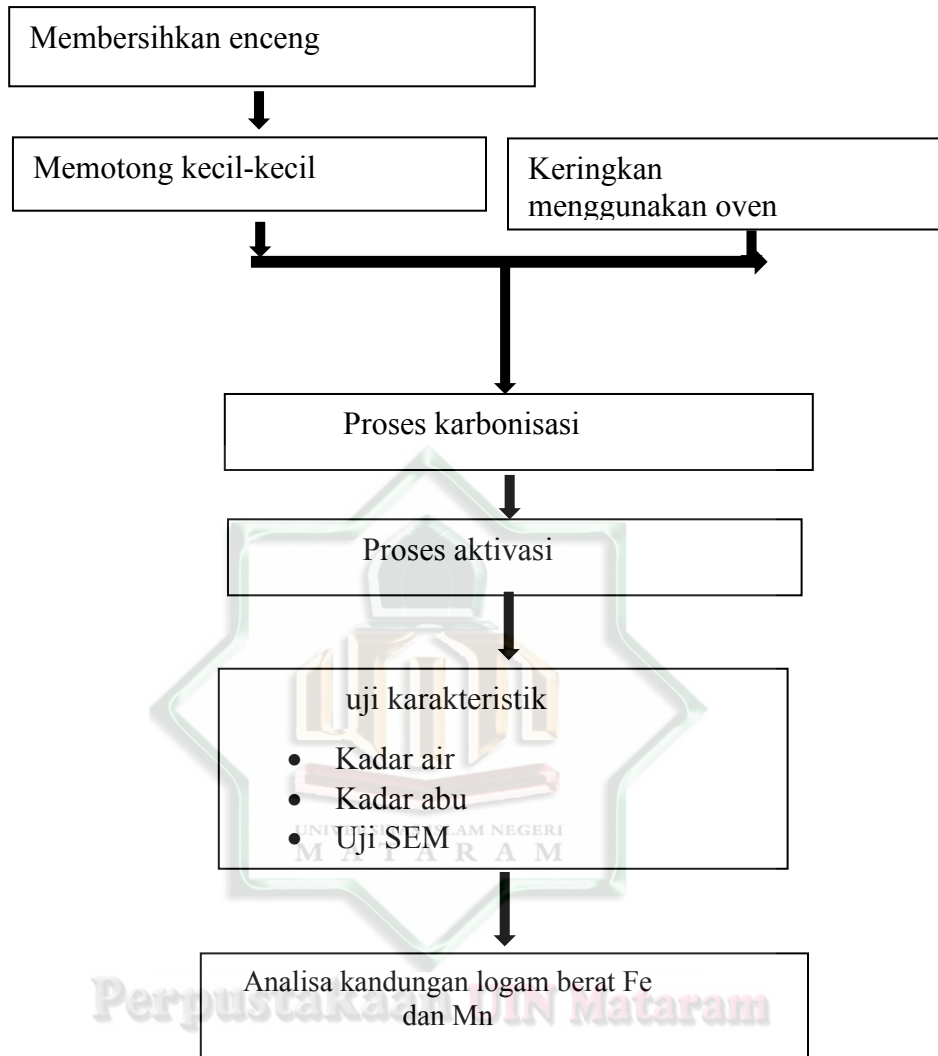 Membersihkan enceng
Memotong kecil-kecil
Keringkan
menggunakan oven
Proses karbonisasi
Proses aktivasi
uji karakteristik
• Kadar air
• Kadar abu
• Uji SEM
UNIVERSITAS ISLAM NEGERI
MATARAM
Analisa kandungan logam berat Fe
dan Mn
Perpustakaan UIN Mataram